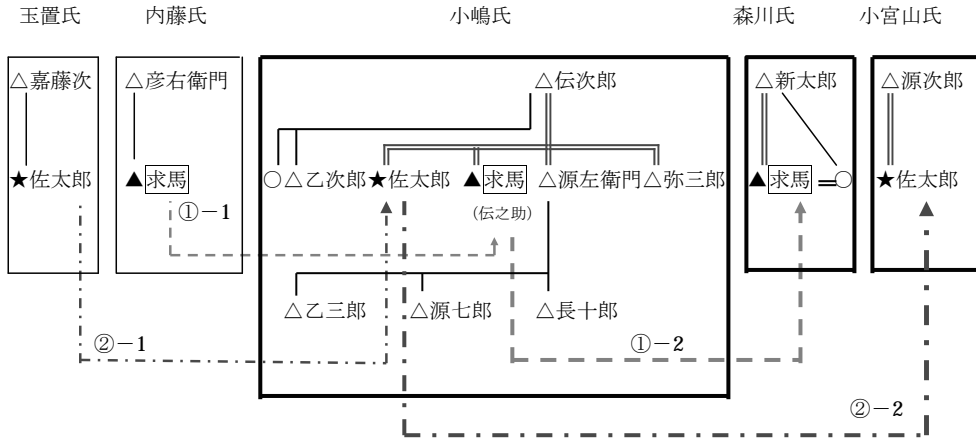 玉置氏 内藤氏 小嶋氏 森川氏 小宮山氏
△嘉藤次 △彦右衛門 △伝次郎 △新太郎 △源次郎
★佐太郎 ▲求馬 ○△乙次郎★佐太郎 ▲求馬 △源左衛門△弥三郎 ▲求馬 ○ ★佐太郎
①-1 (伝之助)
△乙三郎 △源七郎 △長十郎
②-1 ①-2
②-2